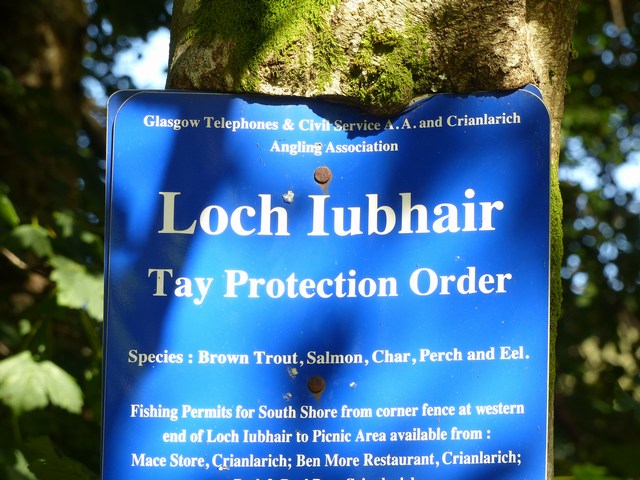 Glasgow Telephones & Civil Service A.A. and Crianlarich
Angling Association
Loch Iubhair
Tay Protection Order
Species : Brown Trout, Salmon, Char, Perch and Eel.
Fishing Permits for South Shore from corner fence at western
end of Loch Iubhair to Picnic Area available from :
Mace Store, Crianlarich; Ben More Restaurant, Crianlarich;